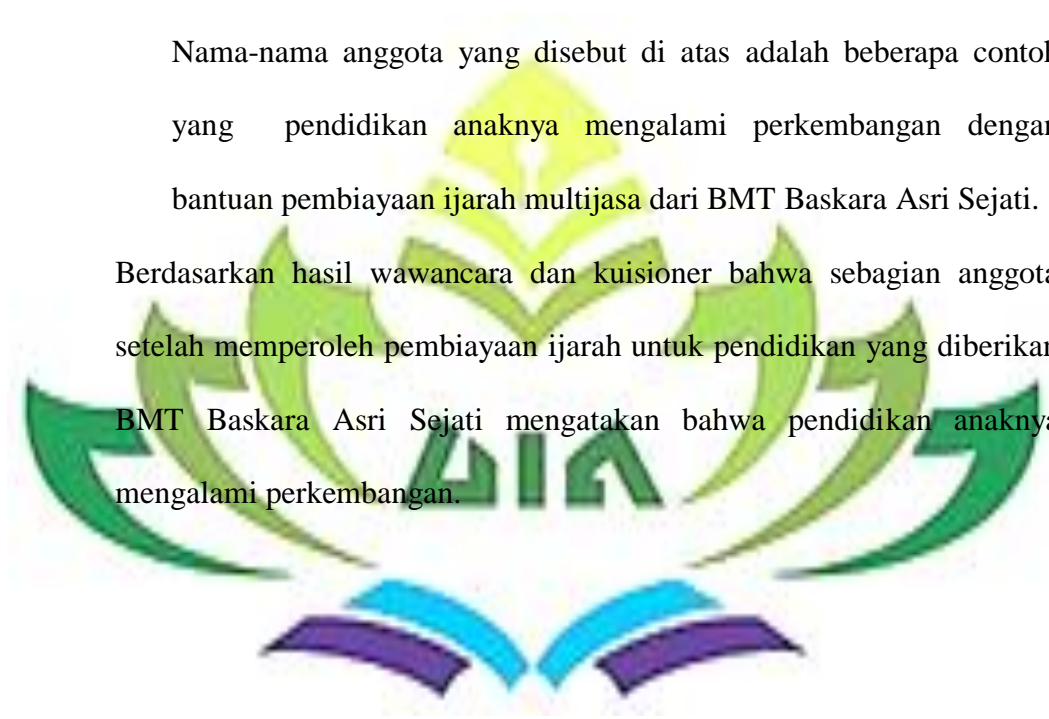 Nama-nama anggota yang disebut di atas adalah beberapa contoh
yang pendidikan anaknya mengalami perkembangan dengan
bantuan pembiayaan ijarah multijasa dari BMT Baskara Asri Sejati.
Berdasarkan hasil wawancara dan kuisioner bahwa sebagian anggota
setelah memperoleh pembiayaan ijarah untuk pendidikan yang diberikan
BMT Baskara Asri Sejati mengatakan bahwa pendidikan anaknya
mengalami perkembangan.